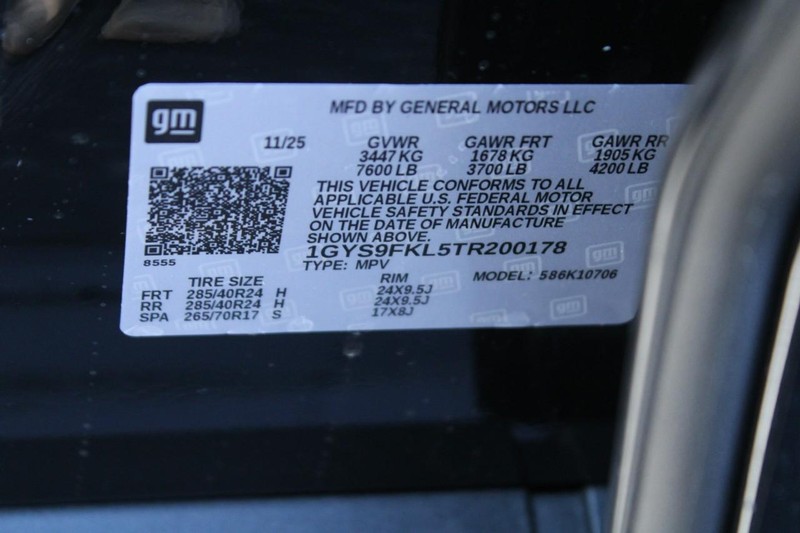 gm
MFD BY GENERAL MOTORS LLC
11/25 GVWR GAWR FRT GAWR RR
3447 KG 1678 KG 1905 KG
7600 LB 3700 LB 4200 LB
THIS VEHICLE CONFORMS TO ALL
APPLICABLE U.S. FEDERAL MOTOR
VEHICLE SAFETY STANDARDS IN EFFECT
ON THE DATE OF MANUFACTURE
SHOWN ABOVE.
1GYS9FKL5TR200178
8555
TYPE: MPV MODEL: 586K10706
TIRE SIZE RIM
FRT 285/40R24 H 24X9.5J
RR 285/40R24 H 24X9.5J
SPA 265/70R17 S 17X8J